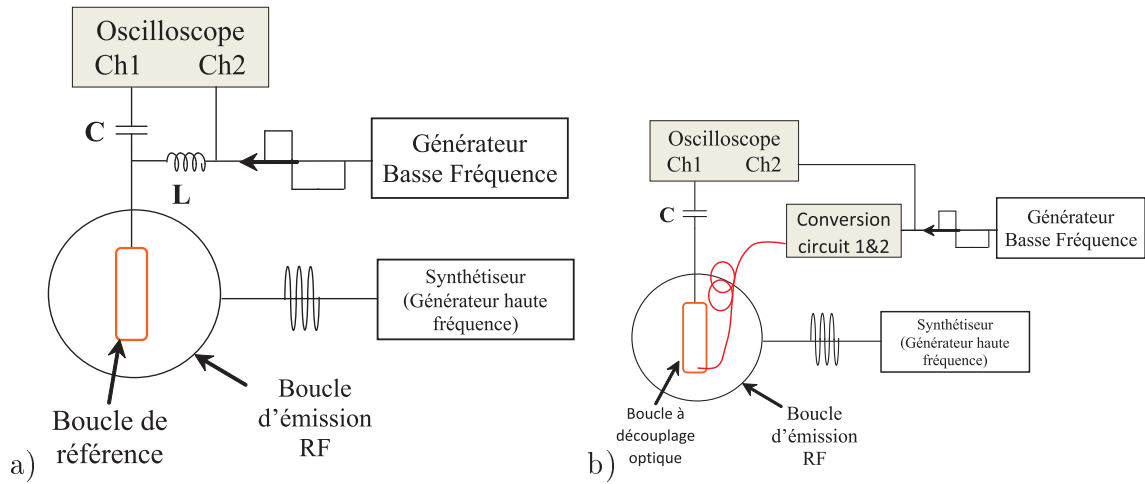 Oscilloscope
Ch1 Ch2
C
L
Générateur
Basse Fréquence
Synthétiseur
(Générateur haute
fréquence)
Boucle de
référence
Boucle
d'émission
RF
a)
Oscilloscope
Ch1 Ch2
C
Conversion
circuit 1&2
Générateur
Basse Fréquence
Synthétiseur
(Générateur haute
fréquence)
Boucle à
découplage
optique
Boucle
d'émission
RF
b)